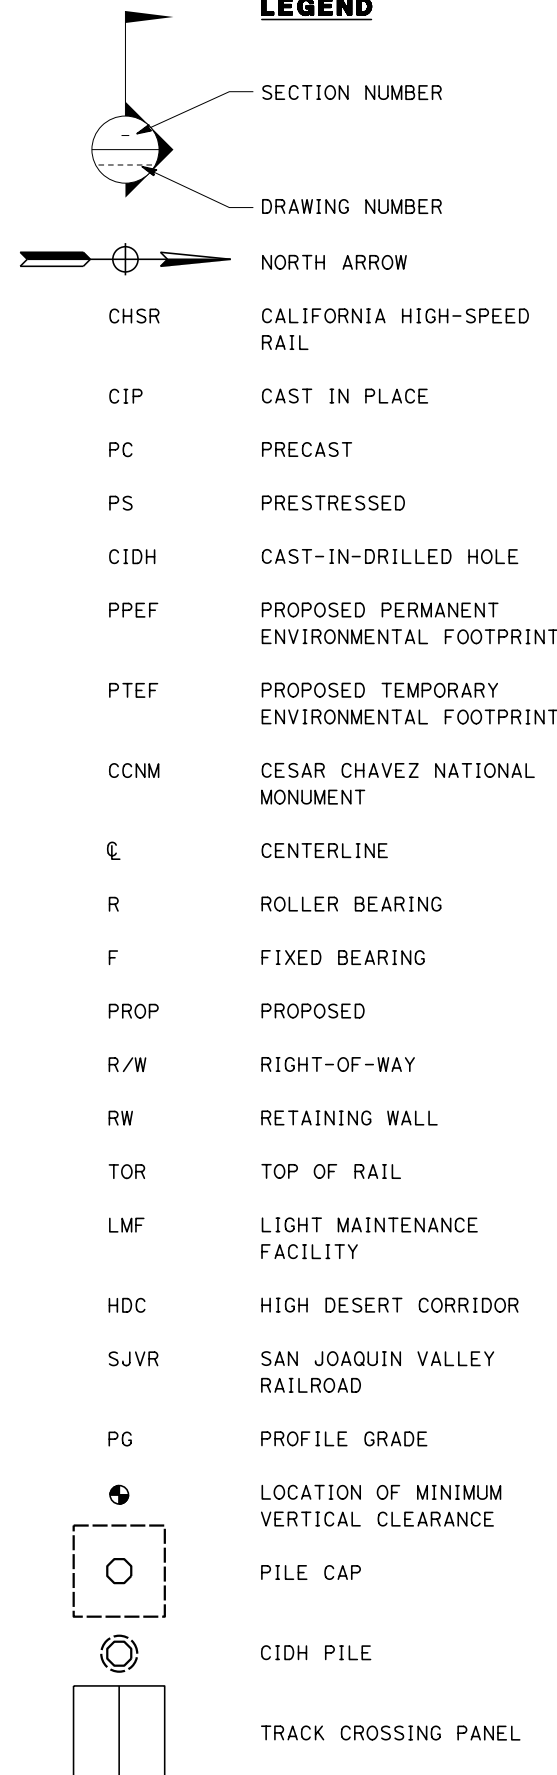 LEGEND
SECTION NUMBER
DRAWING NUMBER
NORTH ARROW
CHSR CALIFORNIA HIGH-SPEED
RAIL
CIP CAST IN PLACE
PC PRECAST
PS PRESTRESSED
CIDH CAST-IN-DRILLED HOLE
PPEF PROPOSED PERMANENT
ENVIRONMENTAL FOOTPRINT
PTEF PROPOSED TEMPORARY
ENVIRONMENTAL FOOTPRINT
CCNM CESAR CHAVEZ NATIONAL
MONUMENT
℄ CENTERLINE
R ROLLER BEARING
F FIXED BEARING
PROP PROPOSED
R/W RIGHT-OF-WAY
RW RETAINING WALL
TOR TOP OF RAIL
LMF LIGHT MAINTENANCE
FACILITY
HDC HIGH DESERT CORRIDOR
SJVR SAN JOAQUIN VALLEY
RAILROAD
PG PROFILE GRADE
LOCATION OF MINIMUM
VERTICAL CLEARANCE
PILE CAP
CIDH PILE
TRACK CROSSING PANEL